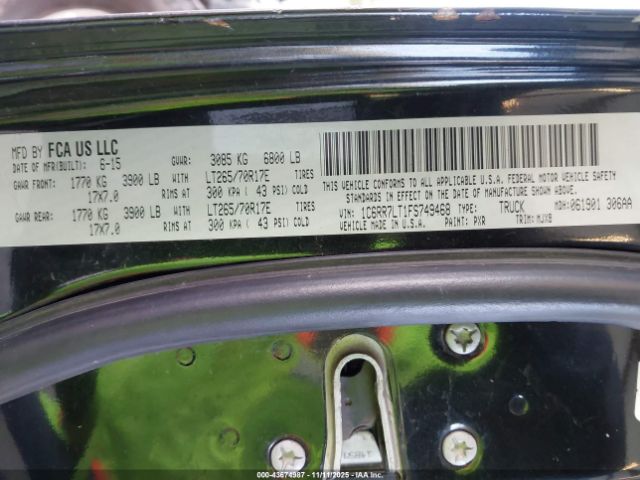 MFD BY FCA US LLC
DATE OF MFR(BUILT): 6-15 GVWR: 3085 KG 6800 LB
GAWR FRONT: 1770 KG 3900 LB WITH LT265/70R17E TIRES
17X7.0 RIMS AT 300 KPA ( 43 PSI) COLD
GAWR REAR: 1770 KG 3900 LB WITH LT265/70R17E TIRES
17X7.0 RIMS AT 300 KPA ( 43 PSI) COLD
THIS VEHICLE CONFORMS TO ALL APPLICABLE U.S.A. FEDERAL MOTOR VEHICLE SAFETY
STANDARDS IN EFFECT ON THE DATE OF MANUFACTURE SHOWN ABOVE.
VIN: 1C6RR7LT1FS749468 TYPE: TRUCK MDH: 061901 306AA
VEHICLE MADE IN U.S.A. PAINT: PXR TRIM: MJX8
00-43674987 - 11/11/2025 - IAAI.COM